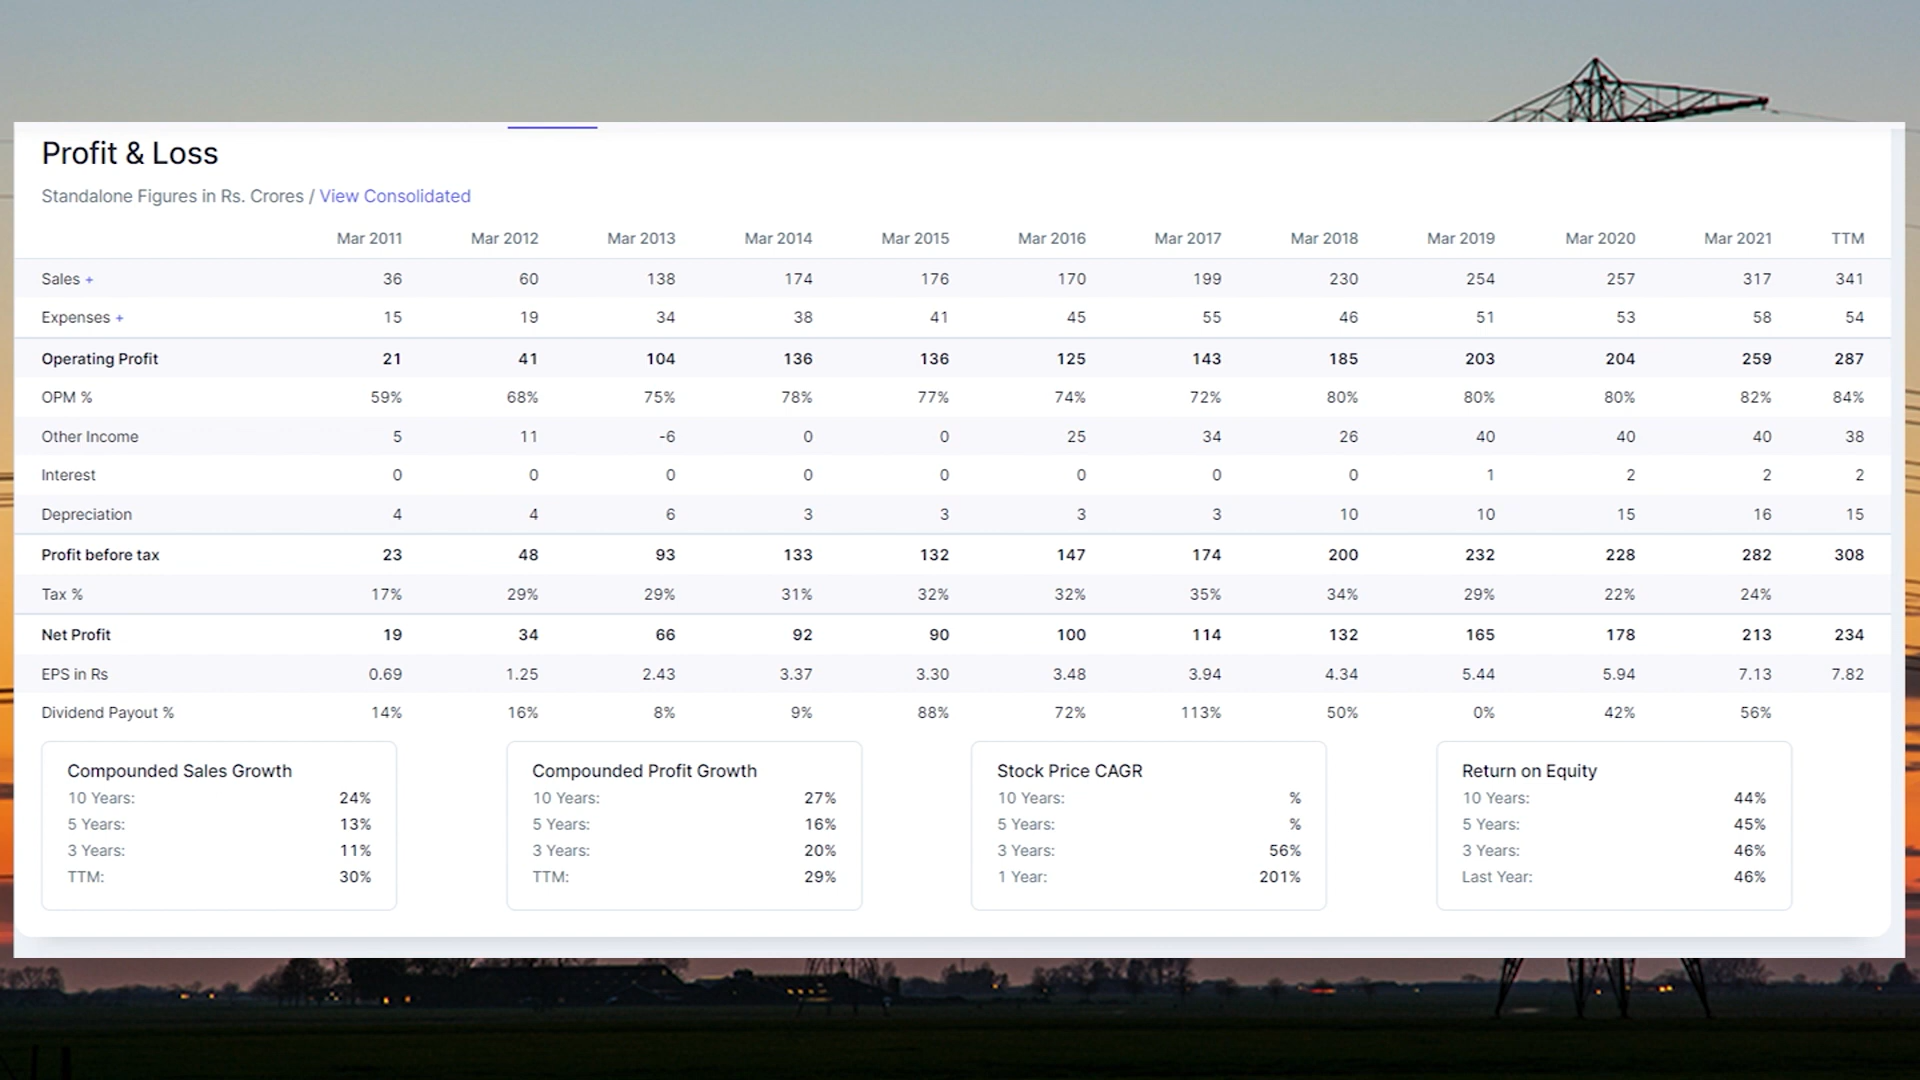 Profit & Loss
Standalone Figures in Rs. Crores / View Consolidated
Mar 2011 Mar 2012 Mar 2013 Mar 2014 Mar 2015 Mar 2016 Mar 2017 Mar 2018 Mar 2019 Mar 2020 Mar 2021 TTM
Sales + 36 60 138 174 176 170 199 230 254 257 317 341
Expenses + 15 19 34 38 41 45 55 46 51 53 58 54
Operating Profit 21 41 104 136 136 125 143 185 203 204 259 287
OPM % 59% 68% 75% 78% 77% 74% 72% 80% 80% 80% 82% 84%
Other Income 5 11 -6 0 0 25 34 26 40 40 40 38
Interest 0 0 0 0 0 0 0 0 1 2 2 2
Depreciation 4 4 6 3 3 3 3 10 10 15 16 15
Profit before tax 23 48 93 133 132 147 174 200 232 228 282 308
Tax % 17% 29% 29% 31% 32% 32% 35% 34% 29% 22% 24%
Net Profit 19 34 66 92 90 100 114 132 165 178 213 234
EPS in Rs 0.69 1.25 2.43 3.37 3.30 3.48 3.94 4.34 5.44 5.94 7.13 7.82
Dividend Payout % 14% 16% 8% 9% 88% 72% 113% 50% 0% 42% 56%
Compounded Sales Growth
10 Years: 24%
5 Years: 13%
3 Years: 11%
TTM: 30%
Compounded Profit Growth
10 Years: 27%
5 Years: 16%
3 Years: 20%
TTM: 29%
Stock Price CAGR
10 Years: %
5 Years: %
3 Years: 56%
1 Year: 201%
Return on Equity
10 Years: 44%
5 Years: 45%
3 Years: 46%
Last Year: 46%